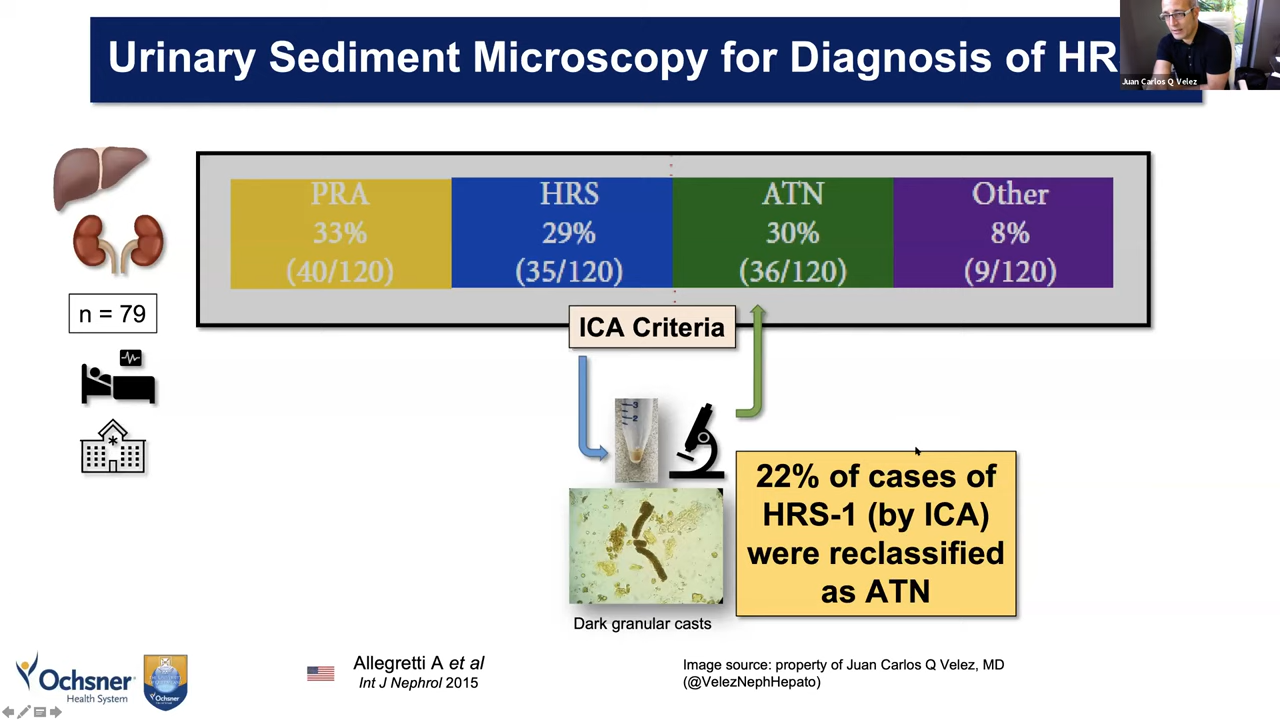 Urinary Sediment Microscopy for Diagnosis of HR
Juan Carlos Q Velez
PRA
33%
(40/120)
HRS
29%
(35/120)
ATN
30%
(36/120)
Other
8%
(9/120)
n = 79
ICA Criteria
3
2
22% of cases of
HRS-1 (by ICA)
were reclassified
as ATN
Dark granular casts
Ochsner
Health System
Allegretti A et al
Int J Nephrol 2015
Image source: property of Juan Carlos Q Velez, MD
(@VelezNephHepato)